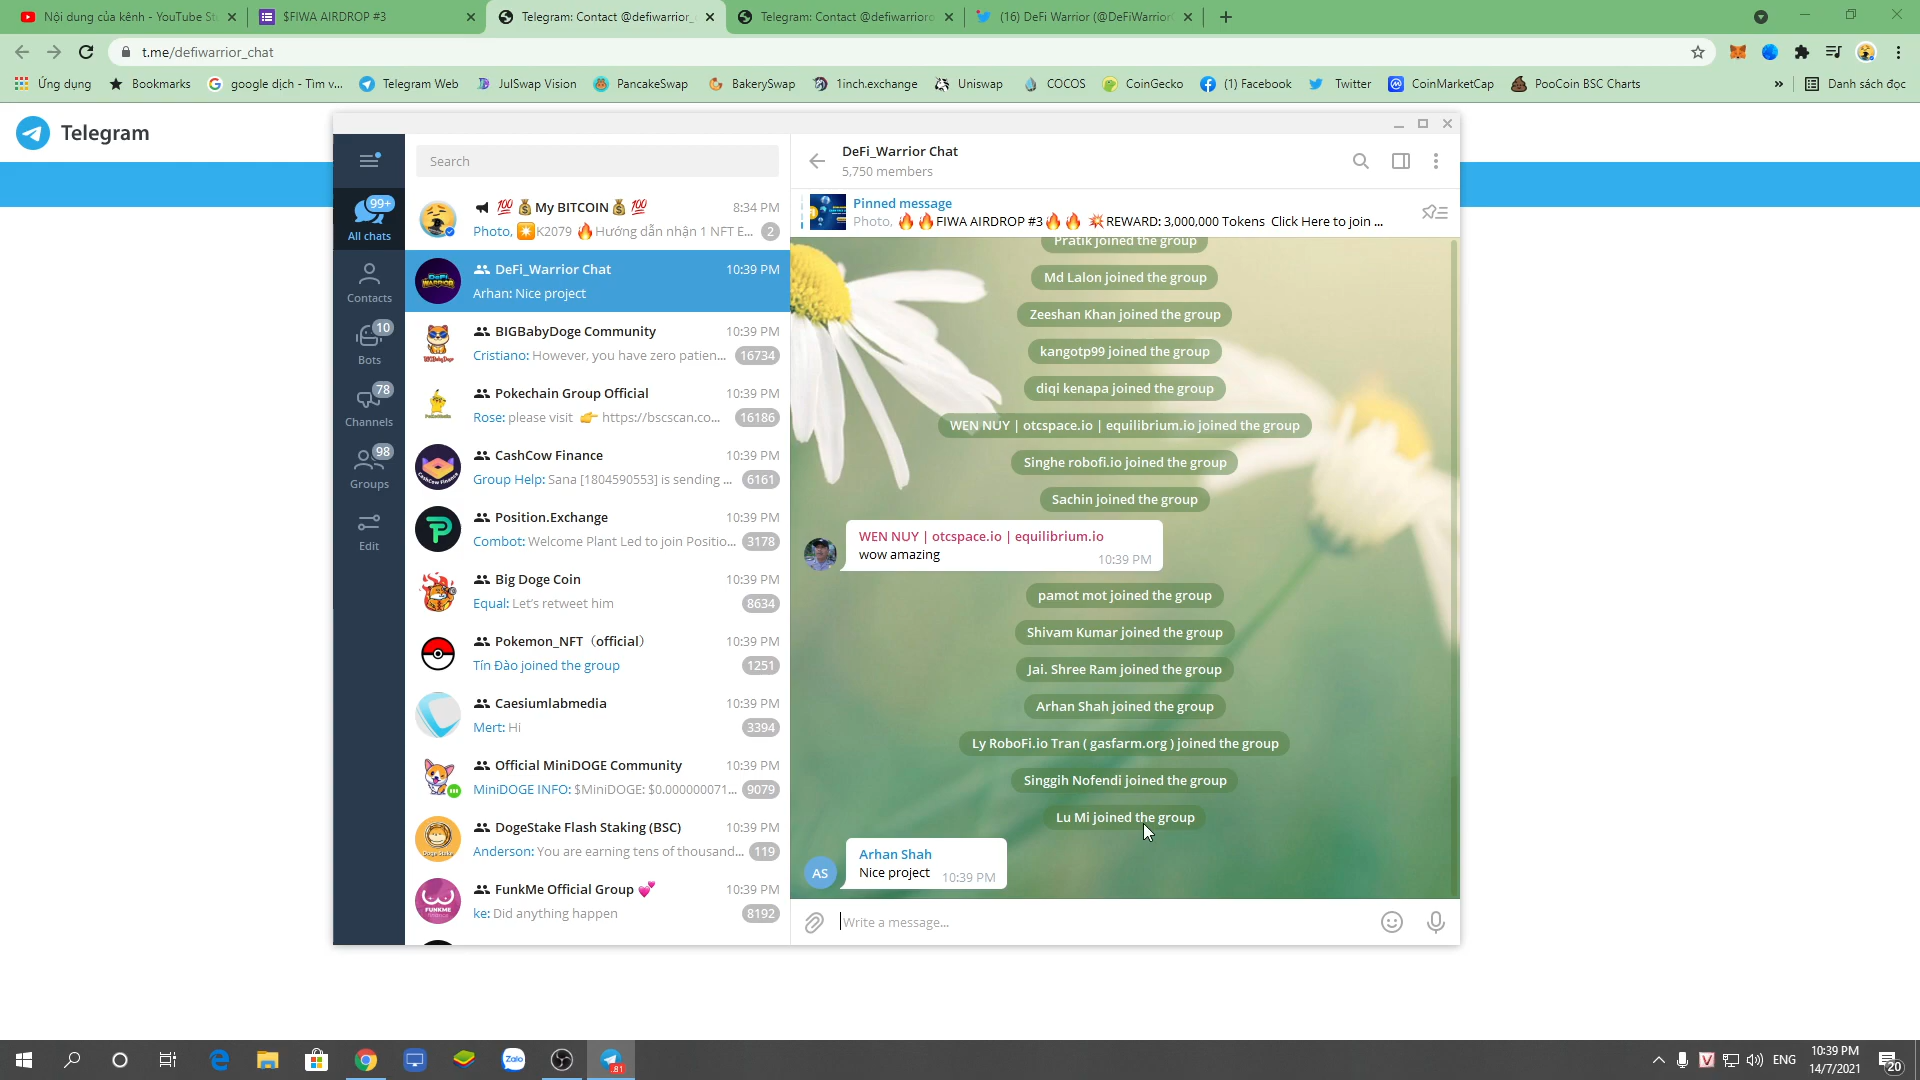 Nội dung của kênh - YouTube St
$FIWA AIRDROP #3
Telegram: Contact @defiwarrior_
Telegram: Contact @defiwarrioro
(16) DeFi Warrior (@DeFiWarrior
t.me/defiwarrior_chat
Ứng dụng
Bookmarks
google dịch - Tìm v...
Telegram Web
JulSwap Vision
PancakeSwap
BakerySwap
1inch.exchange
Uniswap
COCOS
CoinGecko
(1) Facebook
Twitter
CoinMarketCap
PooCoin BSC Charts
»
Danh sách đọc
Telegram
99+
All chats
Contacts
10
Bots
78
Channels
98
Groups
Edit
Search
💯💰My BITCOIN💰💯 8:34 PM
Photo, 💥K2079 🔥Hướng dẫn nhận 1 NFT E... 2
DeFi_Warrior Chat 10:39 PM
Arhan: Nice project
BIGBabyDoge Community 10:39 PM
Cristiano: However, you have zero patien... 16734
Pokechain Group Official 10:39 PM
Rose: please visit 👉 https://bscscan.co... 16186
CashCow Finance 10:39 PM
Group Help: Sana [1804590553] is sending ... 6161
Position.Exchange 10:39 PM
Combot: Welcome Plant Led to join Positio... 3178
Big Doge Coin 10:39 PM
Equal: Let's retweet him 8634
Pokemon_NFT（official） 10:39 PM
Tín Đào joined the group 1251
Caesiumlabmedia 10:39 PM
Mert: Hi 3394
Official MiniDOGE Community 10:39 PM
MiniDOGE INFO: $MiniDOGE: $0.000000071... 9079
DogeStake Flash Staking (BSC) 10:39 PM
Anderson: You are earning tens of thousand... 119
FunkMe Official Group 💕 10:39 PM
ke: Did anything happen 8192
DeFi_Warrior Chat
5,750 members
Pinned message
Photo, 🔥🔥FIWA AIRDROP #3🔥🔥 💥REWARD: 3,000,000 Tokens Click Here to join ...
Pratik joined the group
Md Lalon joined the group
Zeeshan Khan joined the group
kangotp99 joined the group
diqi kenapa joined the group
WEN NUY | otcspace.io | equilibrium.io joined the group
Singhe robofi.io joined the group
Sachin joined the group
WEN NUY | otcspace.io | equilibrium.io
wow amazing 10:39 PM
pamot mot joined the group
Shivam Kumar joined the group
Jai. Shree Ram joined the group
Arhan Shah joined the group
Ly RoboFi.io Tran ( gasfarm.org ) joined the group
Singgih Nofendi joined the group
Lu Mi joined the group
AS
Arhan Shah
Nice project 10:39 PM
Write a message...
Zalo
ENG
10:39 PM
14/7/2021
20